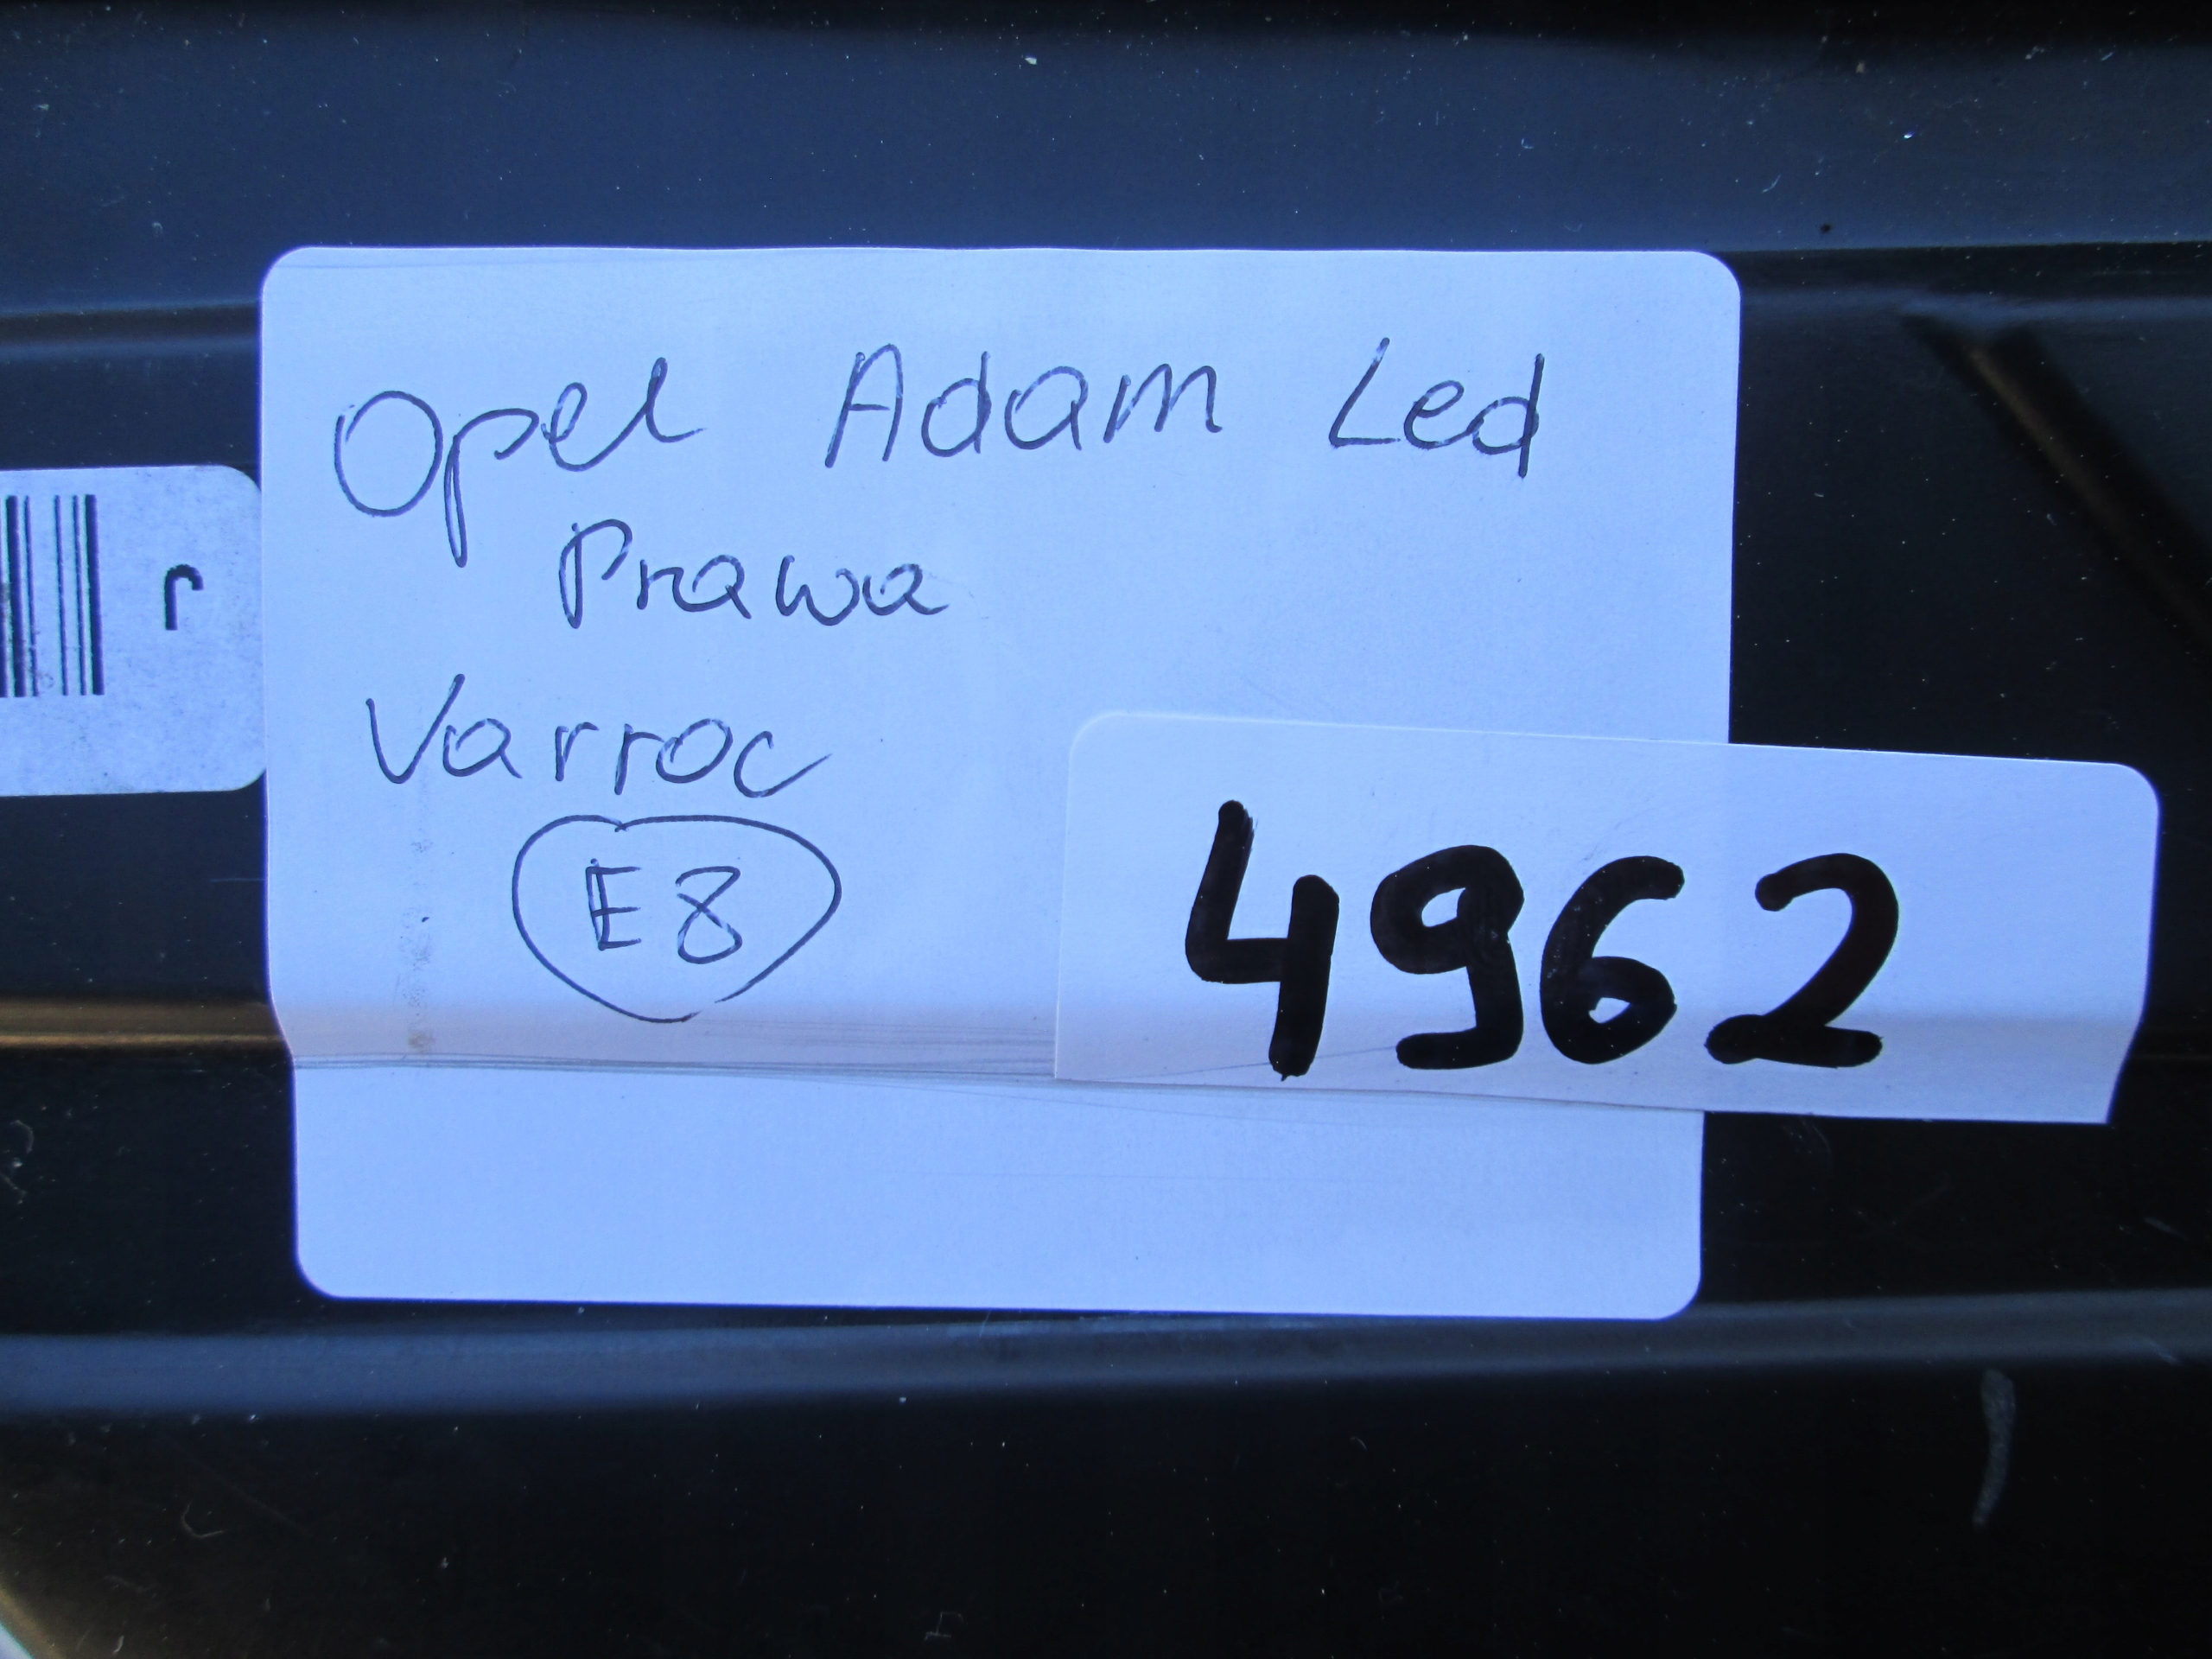 Opel Adam Led
Prawa
Varroc
E8
4962
r